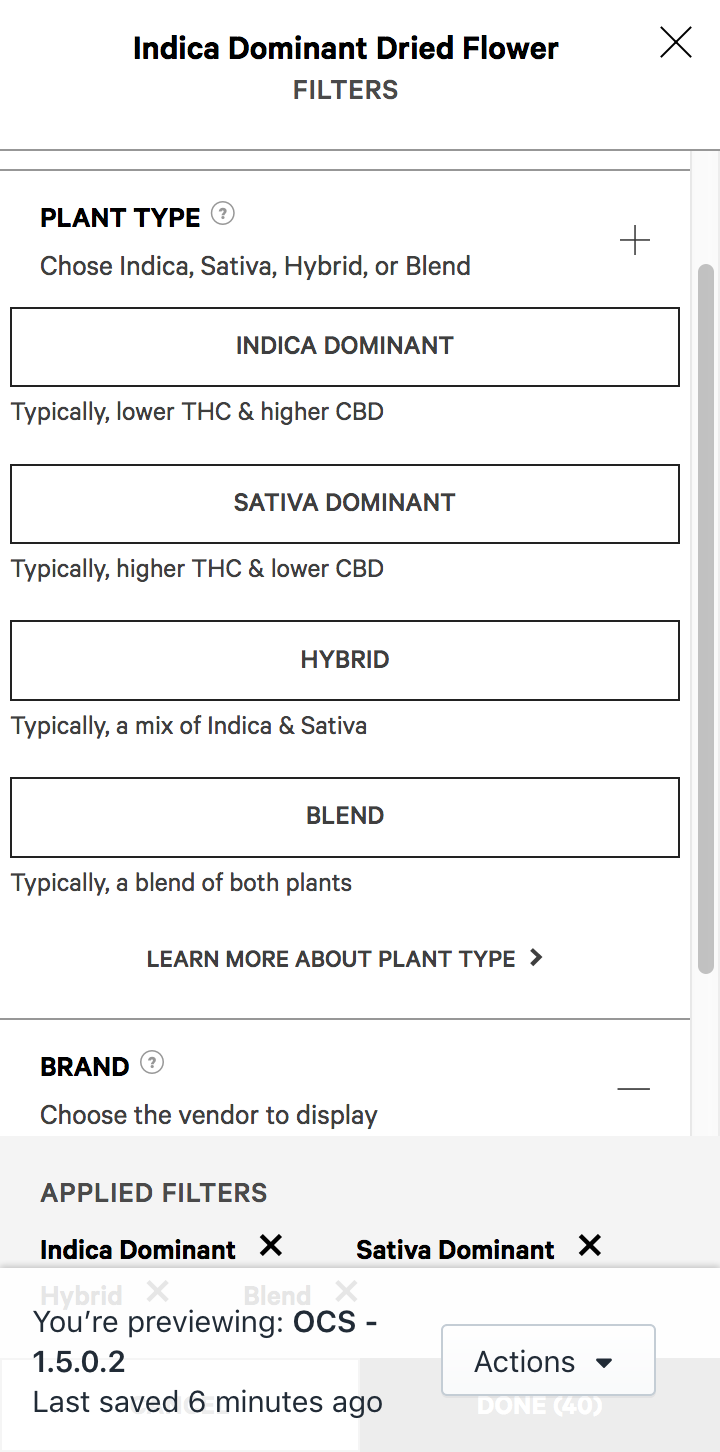 Indica Dominant Dried Flower
FILTERS
PLANT TYPE ?
Chose Indica, Sativa, Hybrid, or Blend
INDICA DOMINANT
Typically, lower THC & higher CBD
SATIVA DOMINANT
Typically, higher THC & lower CBD
HYBRID
Typically, a mix of Indica & Sativa
BLEND
Typically, a blend of both plants
LEARN MORE ABOUT PLANT TYPE
BRAND ?
Choose the vendor to display
APPLIED FILTERS
Indica Dominant Sativa Dominant
Hybrid Blend
You're previewing: OCS -
1.5.0.2
Actions
Last saved 6 minutes ago
DONE (40)